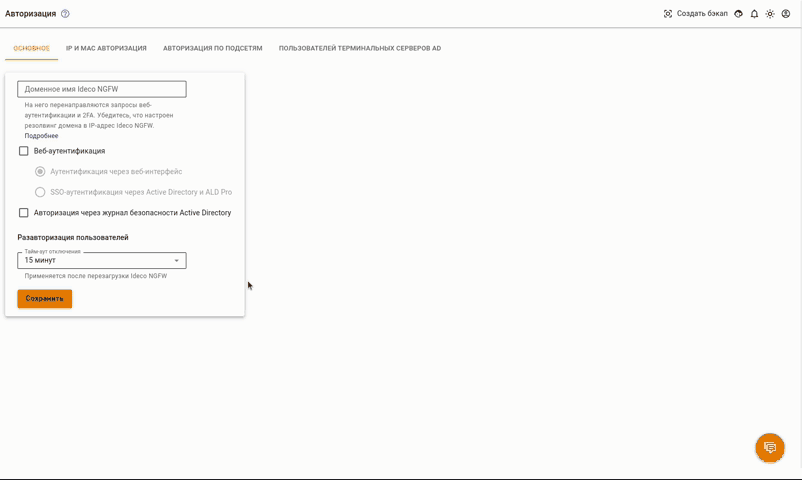 Авторизация
Создать бэкап
ОСНОВНОЕ
IP И MAC АВТОРИЗАЦИЯ
АВТОРИЗАЦИЯ ПО ПОДСЕТЯМ
ПОЛЬЗОВАТЕЛЕЙ ТЕРМИНАЛЬНЫХ СЕРВЕРОВ AD
Доменное имя Ideco NGFW
На него перенаправляются запросы веб-
аутентификации и 2FA. Убедитесь, что настроен
резолвинг домена в IP-адрес Ideco NGFW.
Подробнее
Веб-аутентификация
Аутентификация через веб-интерфейс
SSO-аутентификация через Active Directory и ALD Pro
Авторизация через журнал безопасности Active Directory
Разавторизация пользователей
Тайм-аут отключения
15 минут
Применяется после перезагрузки Ideco NGFW
Сохранить